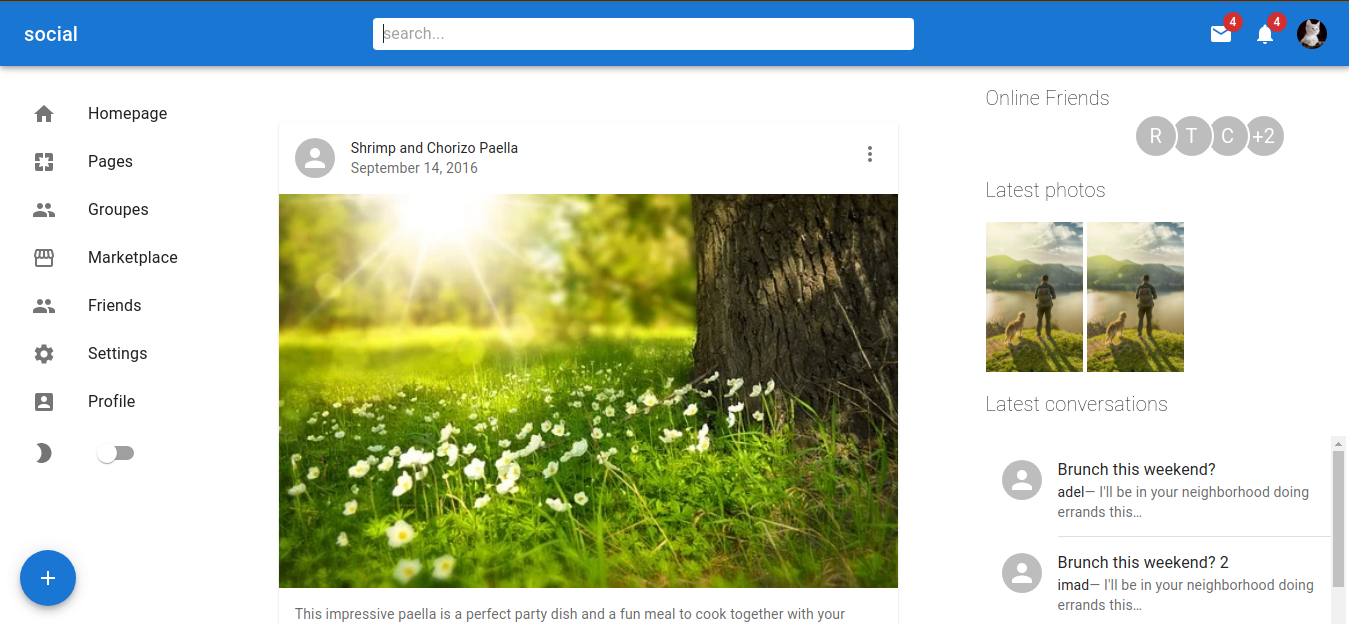 social
search...
4
4
Homepage
Pages
Groupes
Marketplace
Friends
Settings
Profile
+
Shrimp and Chorizo Paella
September 14, 2016
This impressive paella is a perfect party dish and a fun meal to cook together with your
Online Friends
R T C +2
Latest photos
Latest conversations
Brunch this weekend?
adel— I'll be in your neighborhood doing
errands this…
Brunch this weekend? 2
imad— I'll be in your neighborhood doing
errands this…